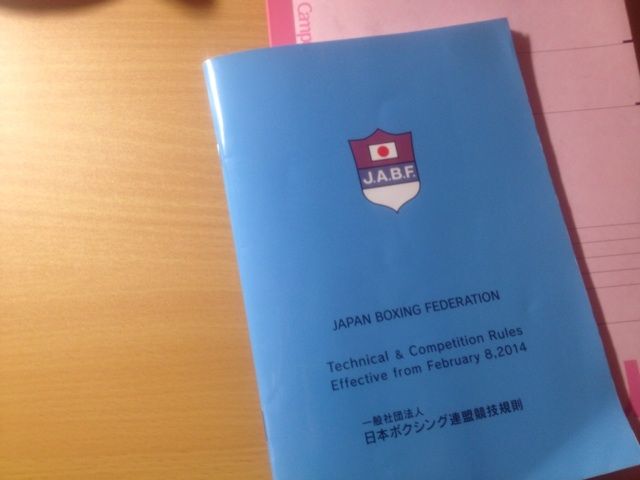 Camp
J.A.B.F.
JAPAN BOXING FEDERATION
Technical & Competition Rules
Effective from February 8,2014
一般社団法人
日本ボクシング連盟競技規則